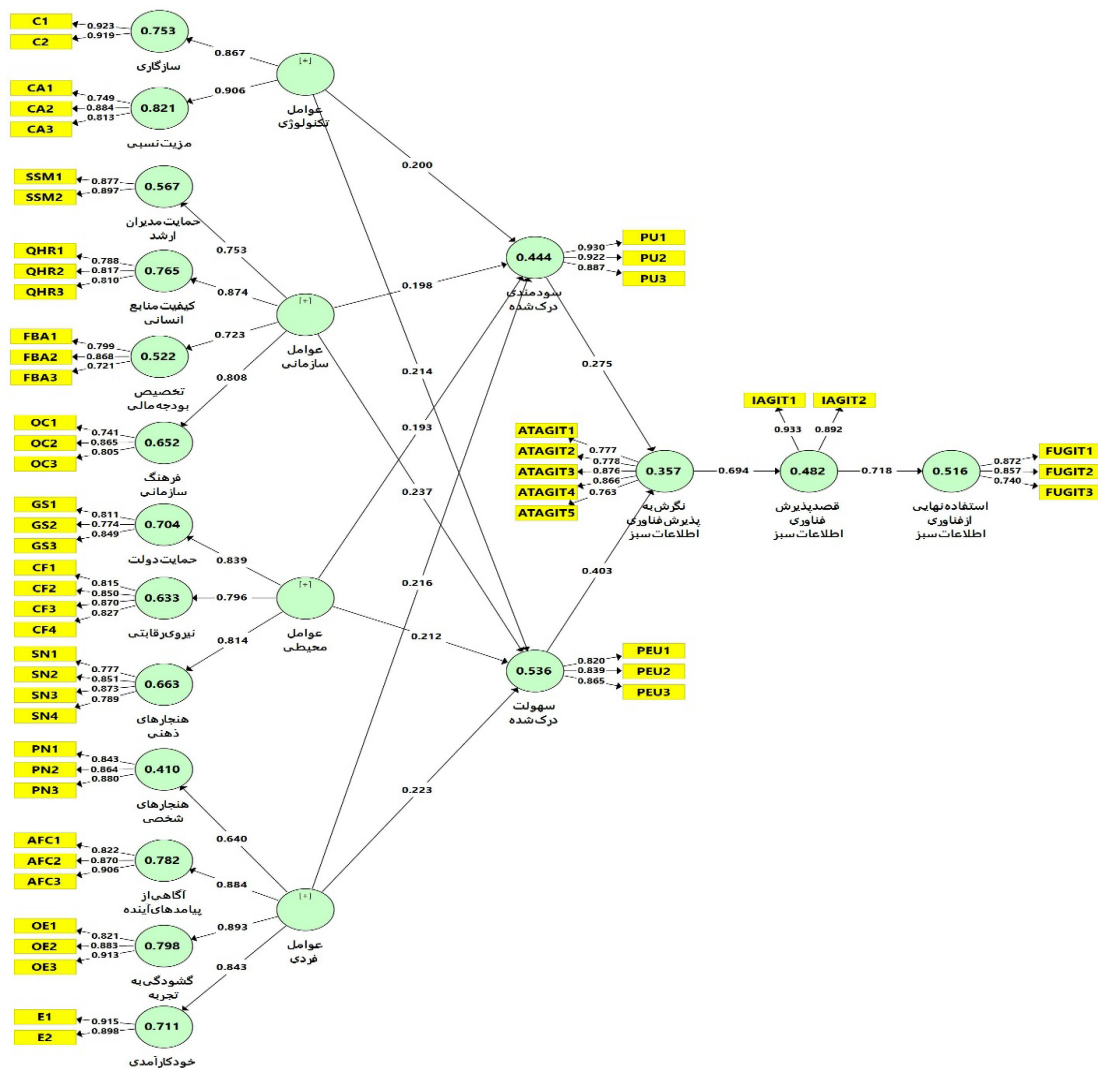 C1
C2
0.923
0.919
0.753
سازگاری
0.867
CA1
CA2
CA3
0.749
0.884
0.813
0.821
مزیت نسبی
0.906
[+]
عوامل
تکنولوژی
SSM1
SSM2
0.877
0.897
0.567
حمایت مدیران
ارشد
0.753
QHR1
QHR2
QHR3
0.788
0.817
0.810
0.765
کیفیت منابع
انسانی
0.874
FBA1
FBA2
FBA3
0.799
0.868
0.721
0.522
تخصیص
بودجه مالی
0.723
OC1
OC2
OC3
0.741
0.865
0.805
0.652
فرهنگ
سازمانی
0.808
[+]
عوامل
سازمانی
GS1
GS2
GS3
0.811
0.774
0.849
0.704
حمایت دولت
0.839
CF1
CF2
CF3
CF4
0.815
0.850
0.870
0.827
0.633
نیروی رقابتی
0.796
SN1
SN2
SN3
SN4
0.777
0.851
0.873
0.789
0.663
هنجارهای
ذهنی
0.814
[+]
عوامل
محیطی
PN1
PN2
PN3
0.843
0.864
0.880
0.410
هنجارهای
شخصی
0.640
AFC1
AFC2
AFC3
0.822
0.870
0.906
0.782
آگاهی از
پیامدهای آینده
0.884
OE1
OE2
OE3
0.821
0.883
0.913
0.798
گشودگی به
تجربه
0.893
E1
E2
0.915
0.898
0.711
خودکارآمدی
0.843
[+]
عوامل
فردی
0.200
0.198
0.214
0.193
0.237
0.216
0.212
0.223
0.444
سودمندی
درک شده
0.930
0.922
0.887
PU1
PU2
PU3
0.275
0.536
سهولت
درک شده
0.820
0.839
0.865
PEU1
PEU2
PEU3
0.403
ATAGIT1
ATAGIT2
ATAGIT3
ATAGIT4
ATAGIT5
0.777
0.778
0.876
0.866
0.763
0.357
نگرش به
پذیرش فناوری
اطلاعات سبز
0.694
IAGIT1
IAGIT2
0.933
0.892
0.482
قصد پذیرش
فناوری
اطلاعات سبز
0.718
0.516
استفاده نهایی
از فناوری
اطلاعات سبز
0.872
0.857
0.740
FUGIT1
FUGIT2
FUGIT3